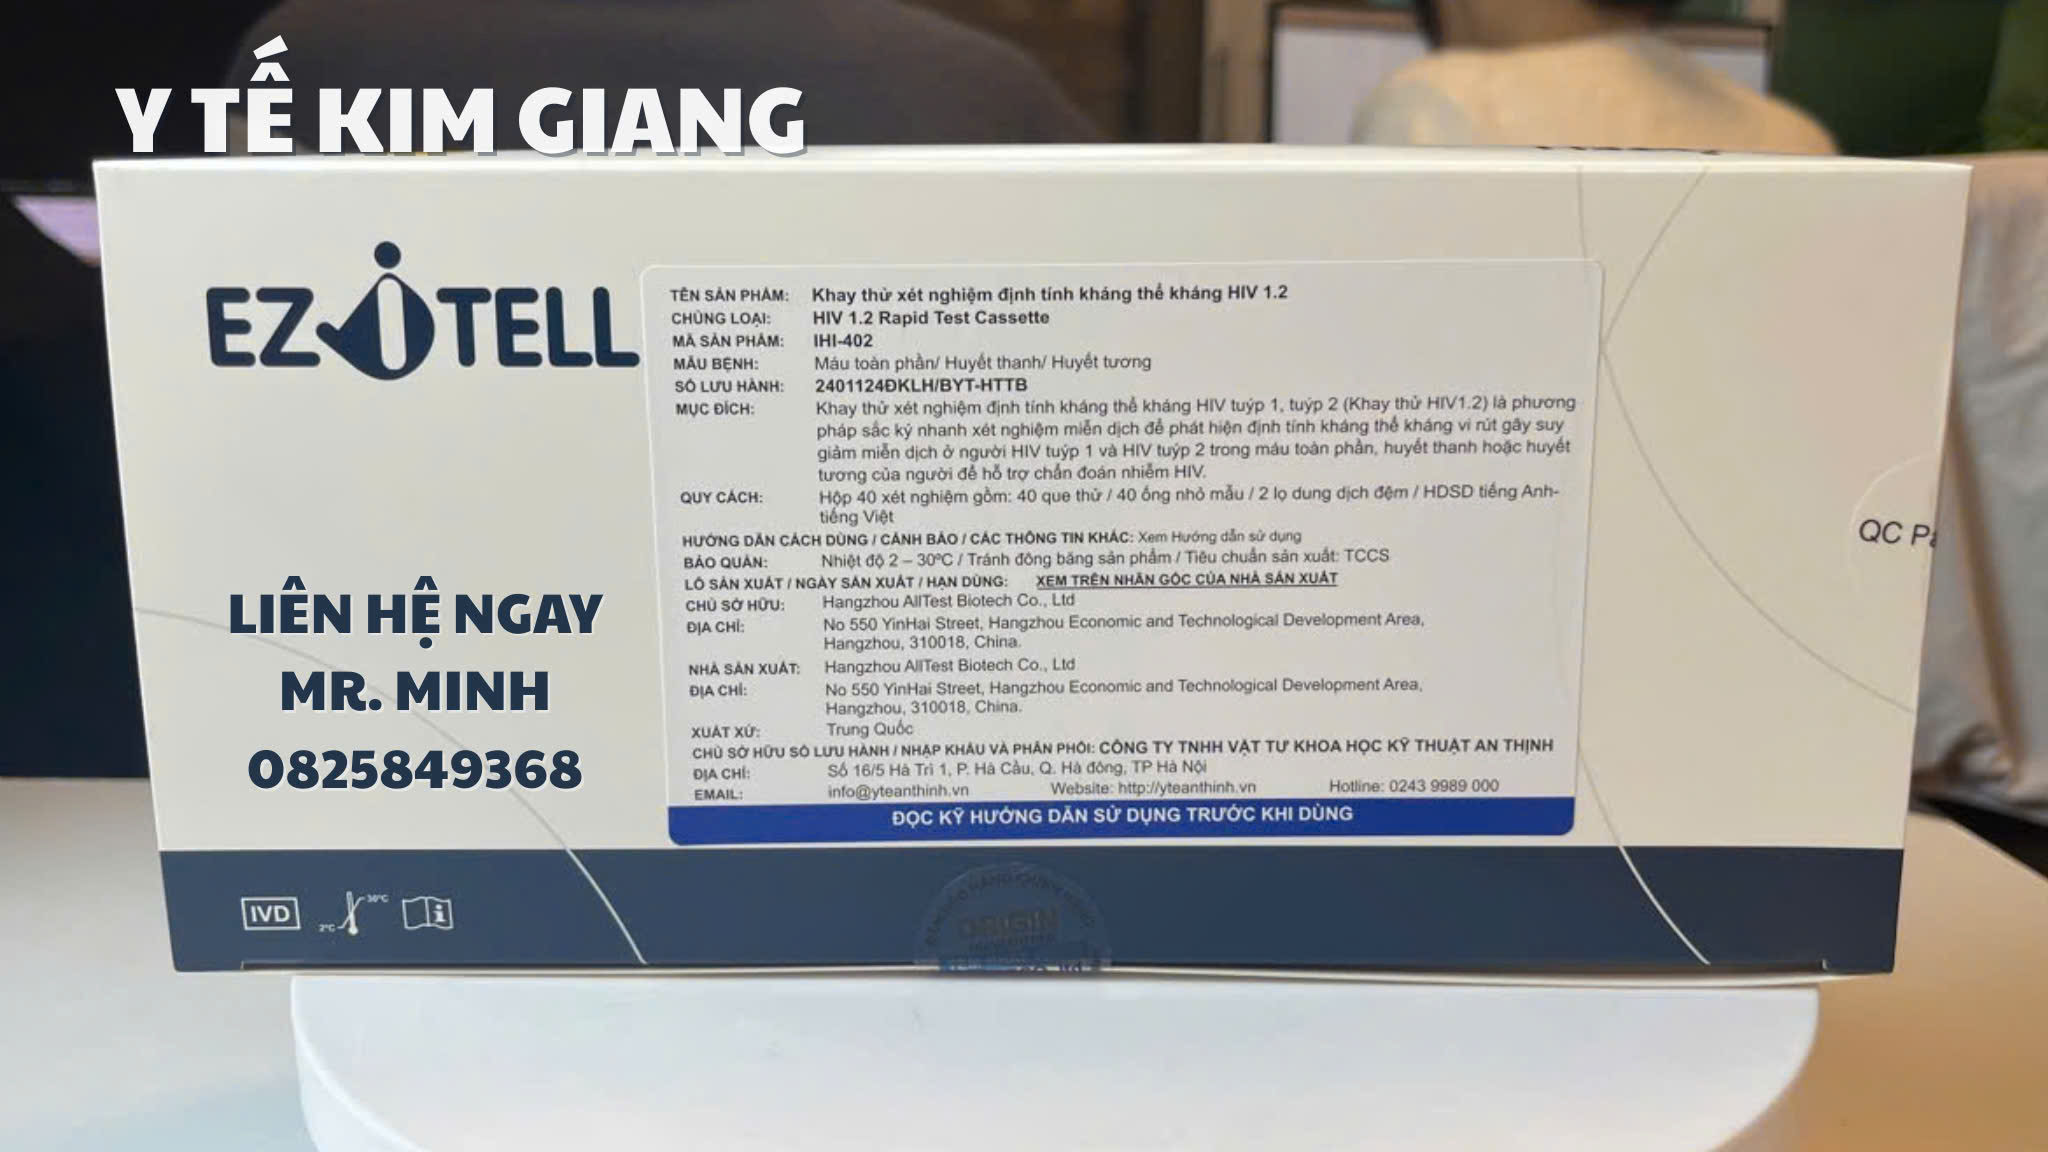 Y TẾ KIM GIANG
EZiTELL
LIÊN HỆ NGAY
MR. MINH
0825849368
TÊN SẢN PHẨM: Khay thử xét nghiệm định tính kháng thể kháng HIV 1.2
CHỦNG LOẠI: HIV 1.2 Rapid Test Cassette
MÃ SẢN PHẨM: IHI-402
MẪU BỆNH: Máu toàn phần/ Huyết thanh/ Huyết tương
SỐ LƯU HÀNH: 2401124ĐKLH/BYT-HTTB
MỤC ĐÍCH: Khay thử xét nghiệm định tính kháng thể kháng HIV tuýp 1, tuýp 2 (Khay thử HIV1.2) là phương
pháp sắc ký nhanh xét nghiệm miễn dịch để phát hiện định tính kháng thể kháng vi rút gây suy
giảm miễn dịch ở người HIV tuýp 1 và HIV tuýp 2 trong máu toàn phần, huyết thanh hoặc huyết
tương của người để hỗ trợ chẩn đoán nhiễm HIV.
QUY CÁCH: Hộp 40 xét nghiệm gồm: 40 que thử / 40 ống nhỏ mẫu / 2 lọ dung dịch đệm / HDSD tiếng Anh-
tiếng Việt
HƯỚNG DẪN CÁCH DÙNG / CẢNH BÁO / CÁC THÔNG TIN KHÁC: Xem Hướng dẫn sử dụng
BẢO QUẢN: Nhiệt độ 2 – 30ºC / Tránh đông băng sản phẩm / Tiêu chuẩn sản xuất: TCCS
LÔ SẢN XUẤT / NGÀY SẢN XUẤT / HẠN DÙNG: XEM TRÊN NHÃN GỐC CỦA NHÀ SẢN XUẤT
CHỦ SỞ HỮU: Hangzhou AllTest Biotech Co., Ltd
ĐỊA CHỈ: No 550 YinHai Street, Hangzhou Economic and Technological Development Area,
Hangzhou, 310018, China.
NHÀ SẢN XUẤT: Hangzhou AllTest Biotech Co., Ltd
ĐỊA CHỈ: No 550 YinHai Street, Hangzhou Economic and Technological Development Area,
Hangzhou, 310018, China.
XUẤT XỨ: Trung Quốc
CHỦ SỞ HỮU SỐ LƯU HÀNH / NHẬP KHẨU VÀ PHÂN PHỐI: CÔNG TY TNHH VẬT TƯ KHOA HỌC KỸ THUẬT AN THỊNH
ĐỊA CHỈ: Số 16/5 Hà Trì 1, P. Hà Cầu, Q. Hà đông, TP Hà Nội
EMAIL: info@yteanthinh.vn Website: http://yteanthinh.vn Hotline: 0243 9989 000
ĐỌC KỸ HƯỚNG DẪN SỬ DỤNG TRƯỚC KHI DÙNG
QC
IVD
2°C
30°C
ORIGIN